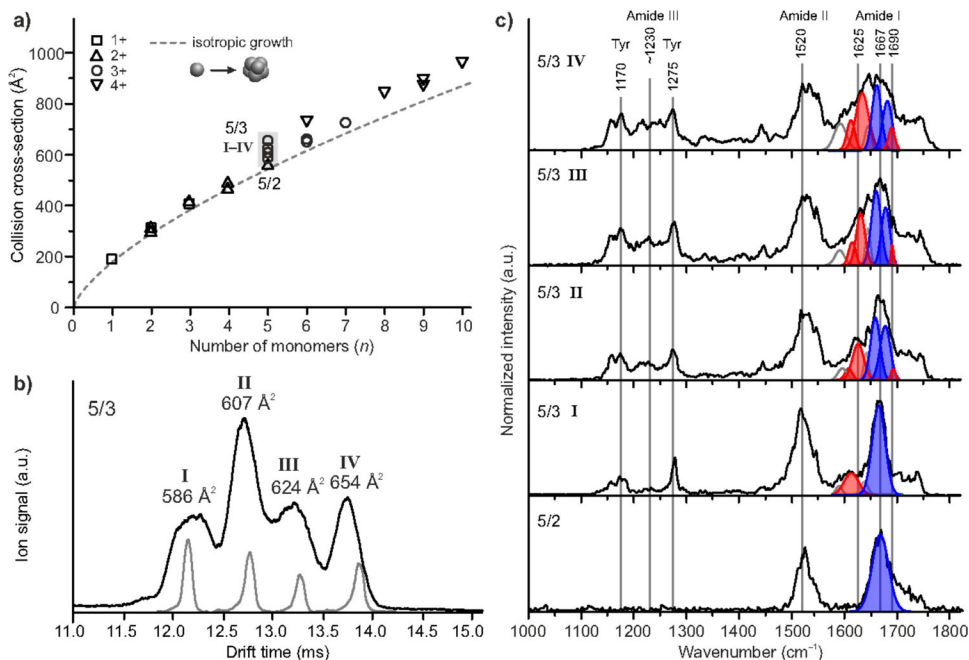 a)
1+
2+
3+
4+
isotropic growth
5/3
I–IV
5/2
Collision cross-section (Å²)
1000
800
600
400
200
0
0 1 2 3 4 5 6 7 8 9 10
Number of monomers (n)
b)
5/3
I
586 Å²
II
607 Å²
III
624 Å²
IV
654 Å²
Ion signal (a.u.)
11.0 11.5 12.0 12.5 13.0 13.5 14.0 14.5 15.0
Drift time (ms)
c)
Amide III Amide II Amide I
Tyr Tyr
1170 ~1230 1275 1520 1625 1667 1690
5/3 IV
5/3 III
5/3 II
5/3 I
5/2
Normalized intensity (a.u.)
1000 1100 1200 1300 1400 1500 1600 1700 1800
Wavenumber (cm⁻¹)